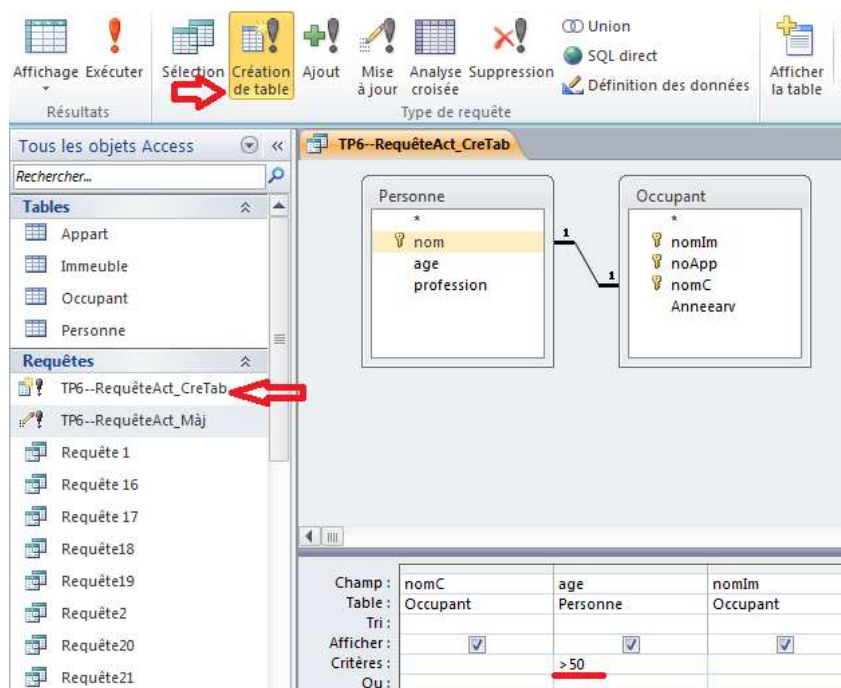 Affichage Exécuter Sélection Création de table Ajout Mise à jour Analyse croisée Suppression
Union
SQL direct
Définition des données
Afficher la table
Résultats
Type de requête
Tous les objets Access
«
Rechercher...
Tables
Appart
Immeuble
Occupant
Personne
Requêtes
TP6--RequêteAct_CreTab
TP6--RequêteAct_Màj
Requête 1
Requête 16
Requête 17
Requête18
Requête19
Requête2
Requête20
Requête21
TP6--RequêteAct_CreTab
Personne
*
nom
age
profession
1
1
Occupant
*
nomIm
noApp
nomC
Anneearv
Champ : nomC age nomIm
Table : Occupant Personne Occupant
Tri :
Afficher :
Critères : >50
Ou :